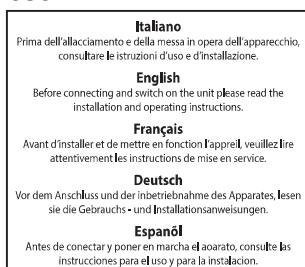 Italiano
Prima dell'allacciamento e della messa in opera dell'apparecchio,
consultare le istruzioni d'uso e d'installazione.
English
Before connecting and switch on the unit please read the
installation and operating instructions.
Français
Avant d'installer et de mettre en fonction l'appreil, veuillez lire
attentivement les instructions de mise en service.
Deutsch
Vor dem Anschluss und der inbetriebnahme des Apparates, lesen
sie die Gebrauchs - und Installationsanweisungen.
Espanõl
Antes de conectar y poner en marcha el aoarato, consulte las
instrucciones para el uso y para la instalacion.